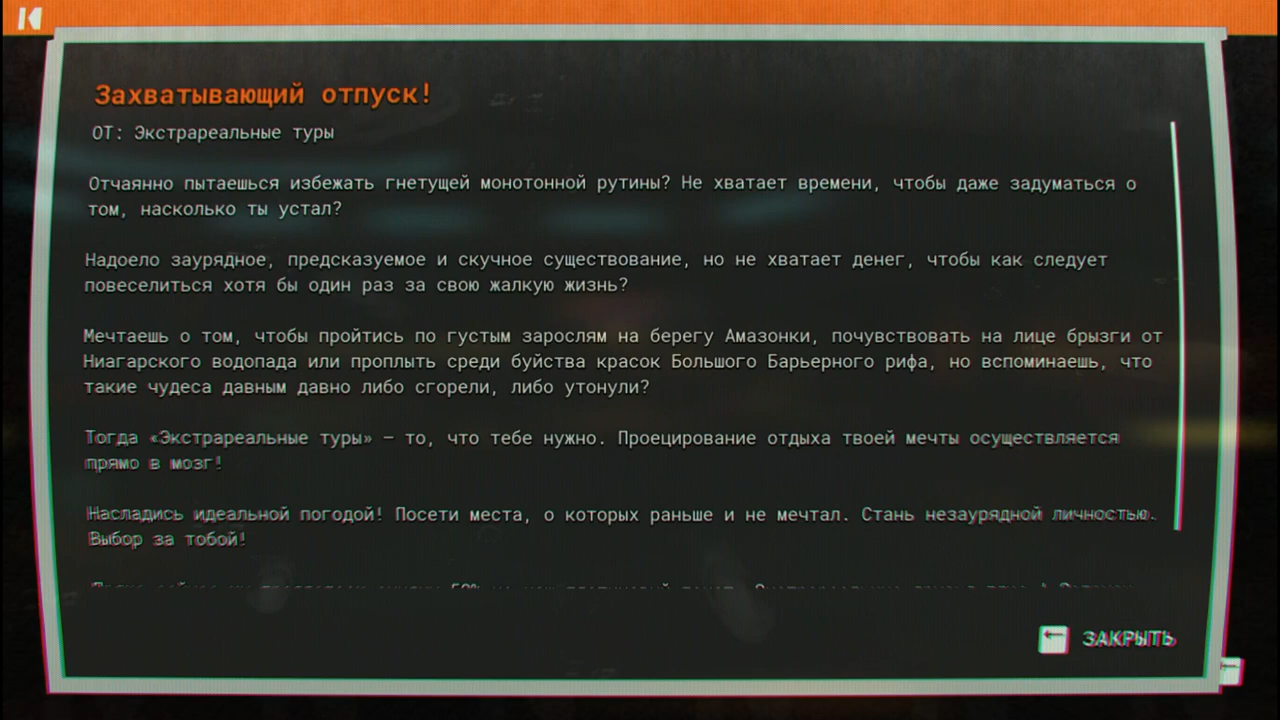 Захватывающий отпуск!
ОТ: Экстрареальные туры
Отчаянно пытаешься избежать гнетущей монотонной рутины? Не хватает времени, чтобы даже задуматься о
том, насколько ты устал?
Надоело заурядное, предсказуемое и скучное существование, но не хватает денег, чтобы как следует
повеселиться хотя бы один раз за свою жалкую жизнь?
Мечтаешь о том, чтобы пройтись по густым зарослям на берегу Амазонки, почувствовать на лице брызги от
Ниагарского водопада или проплыть среди буйства красок Большого Барьерного рифа, но вспоминаешь, что
такие чудеса давным давно либо сгорели, либо утонули?
Тогда «Экстрареальные туры» — то, что тебе нужно. Проецирование отдыха твоей мечты осуществляется
прямо в мозг!
Насладись идеальной погодой! Посети места, о которых раньше и не мечтал. Стань незаурядной личностью.
Выбор за тобой!
50%
ЗАКРЫТЬ